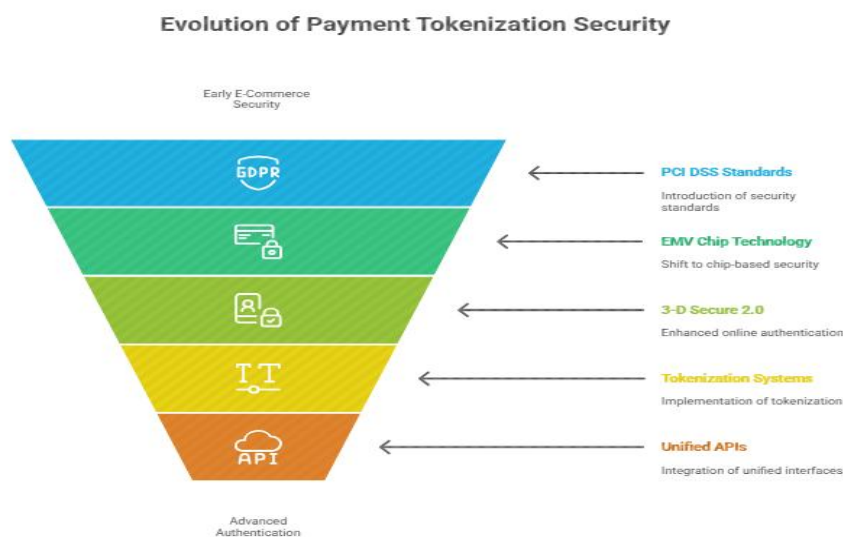 Evolution of Payment Tokenization Security
Early E-Commerce
Security
GDPR
PCI DSS Standards
Introduction of security
standards
EMV Chip Technology
Shift to chip-based security
3-D Secure 2.0
Enhanced online authentication
TT
Tokenization Systems
Implementation of tokenization
API
Unified APIs
Integration of unified interfaces
Advanced
Authentication